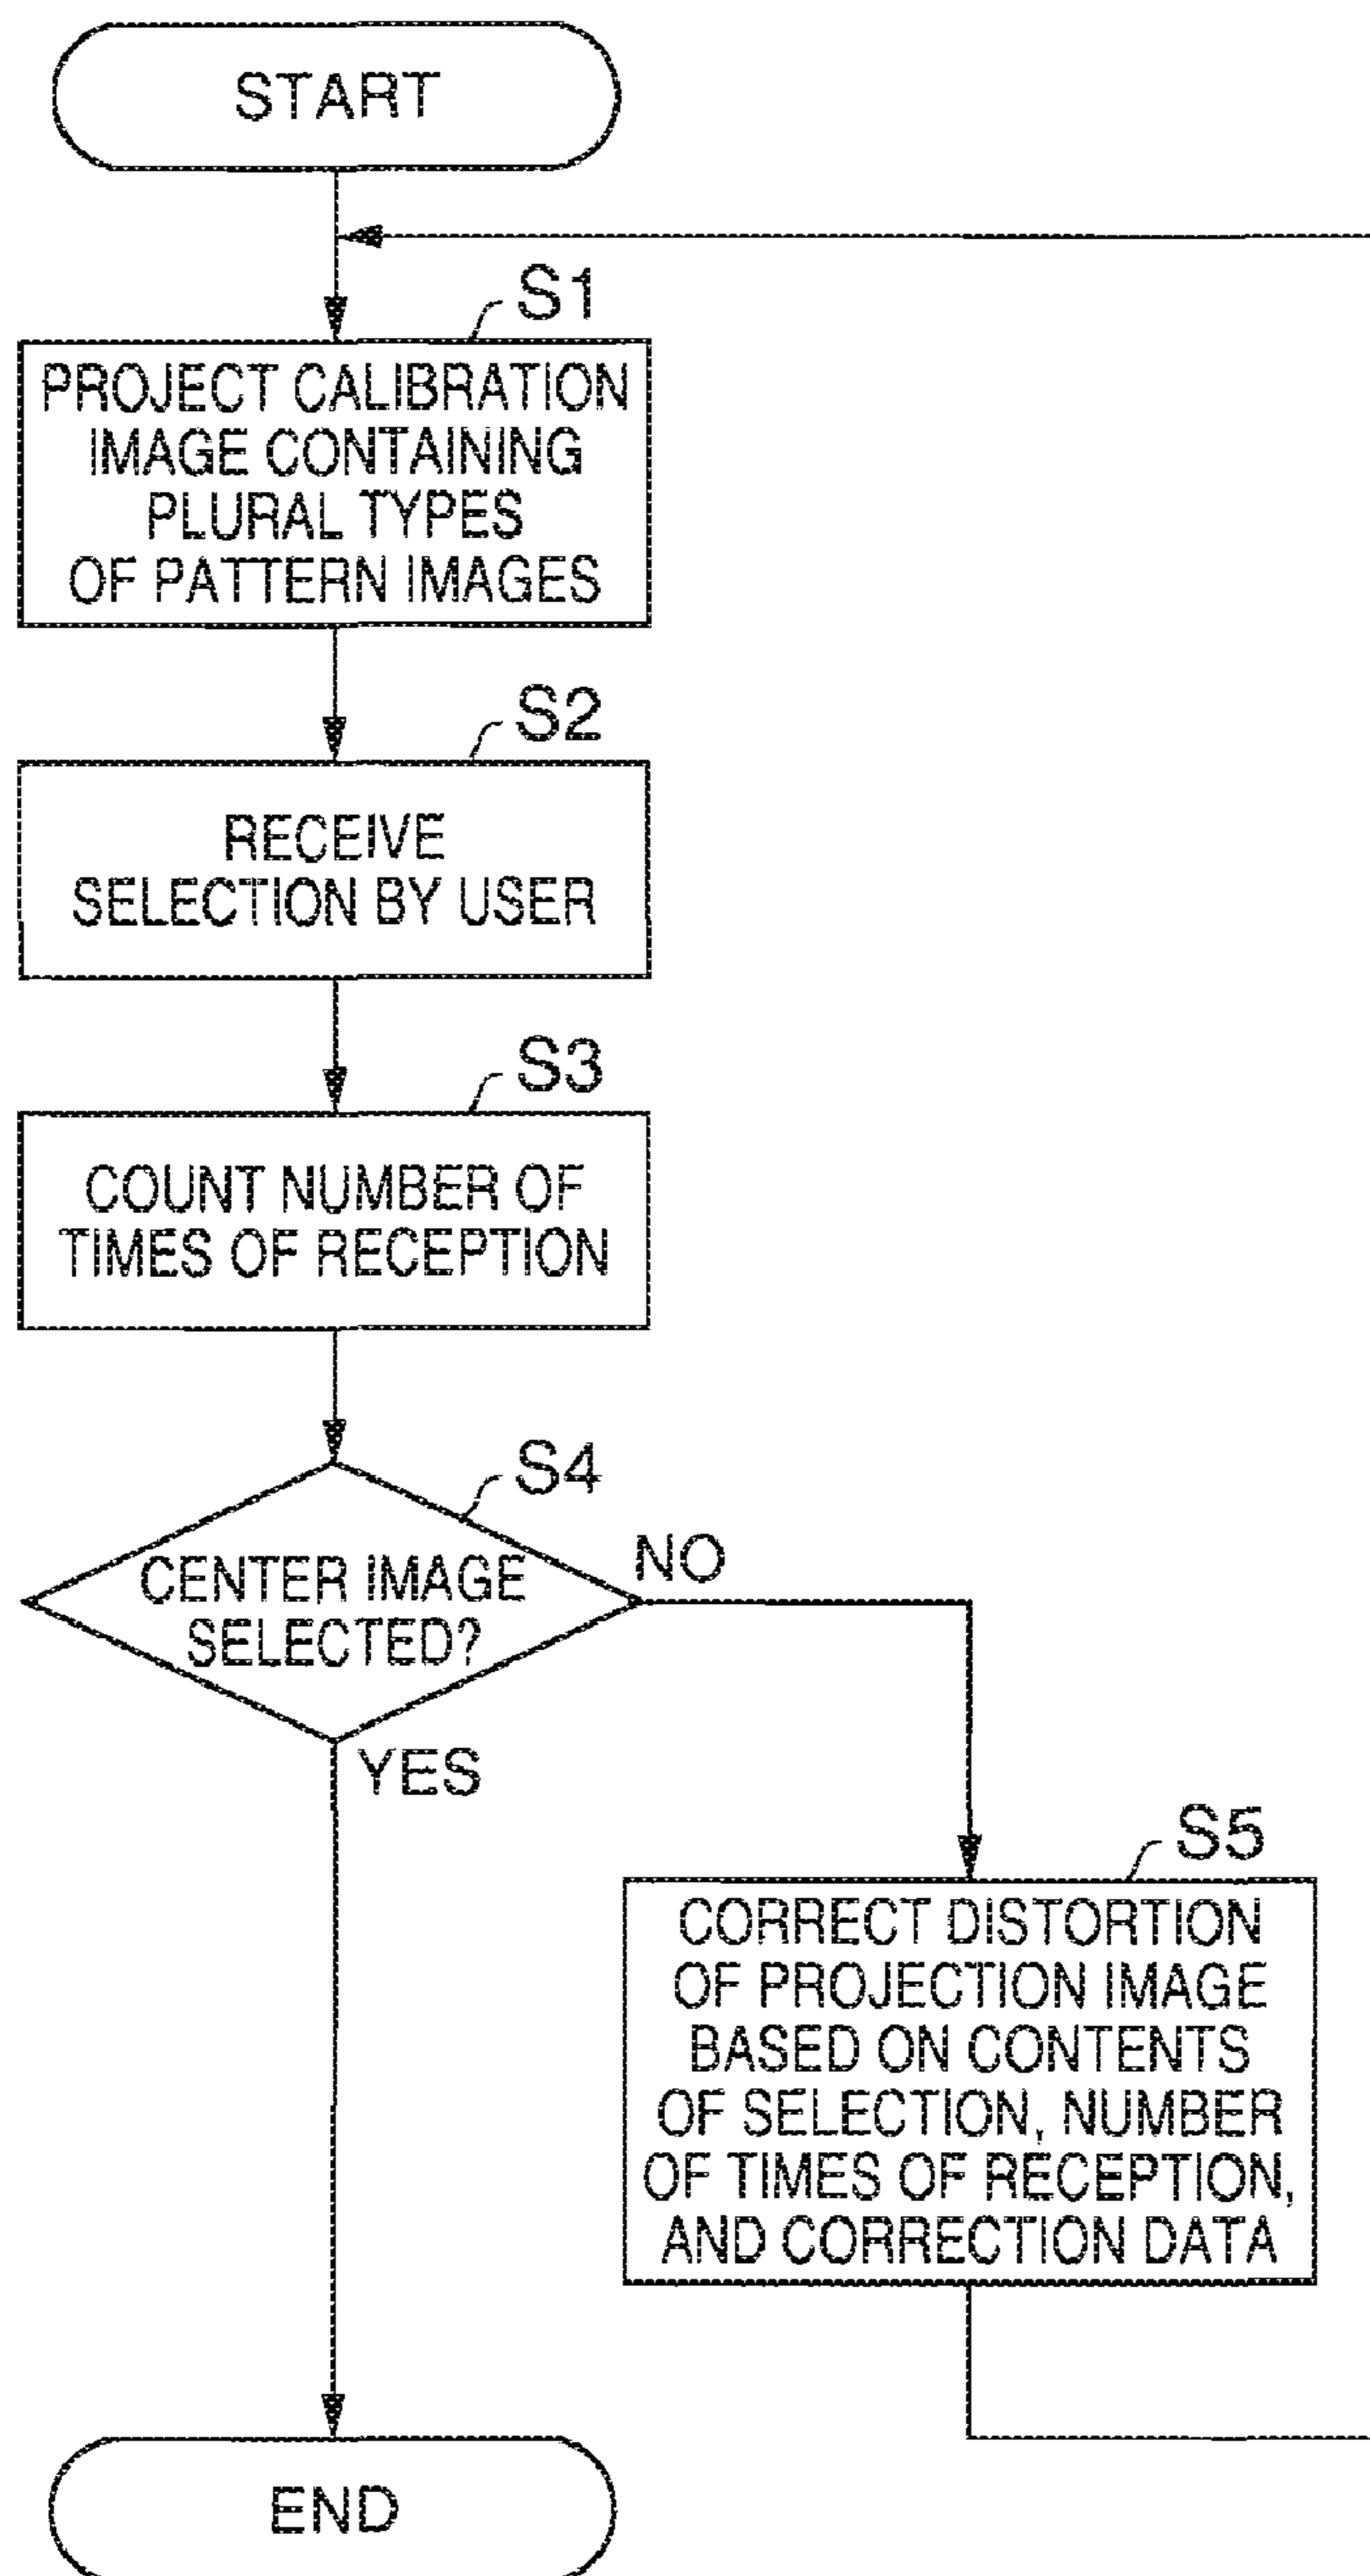 START
S1
PROJECT CALIBRATION
IMAGE CONTAINING
PLURAL TYPES
OF PATTERN IMAGES
S2
RECEIVE
SELECTION BY USER
S3
COUNT NUMBER OF
TIMES OF RECEPTION
S4
CENTER IMAGE
SELECTED?
NO
YES
S5
CORRECT DISTORTION
OF PROJECTION IMAGE
BASED ON CONTENTS
OF SELECTION, NUMBER
OF TIMES OF RECEPTION,
AND CORRECTION DATA
END